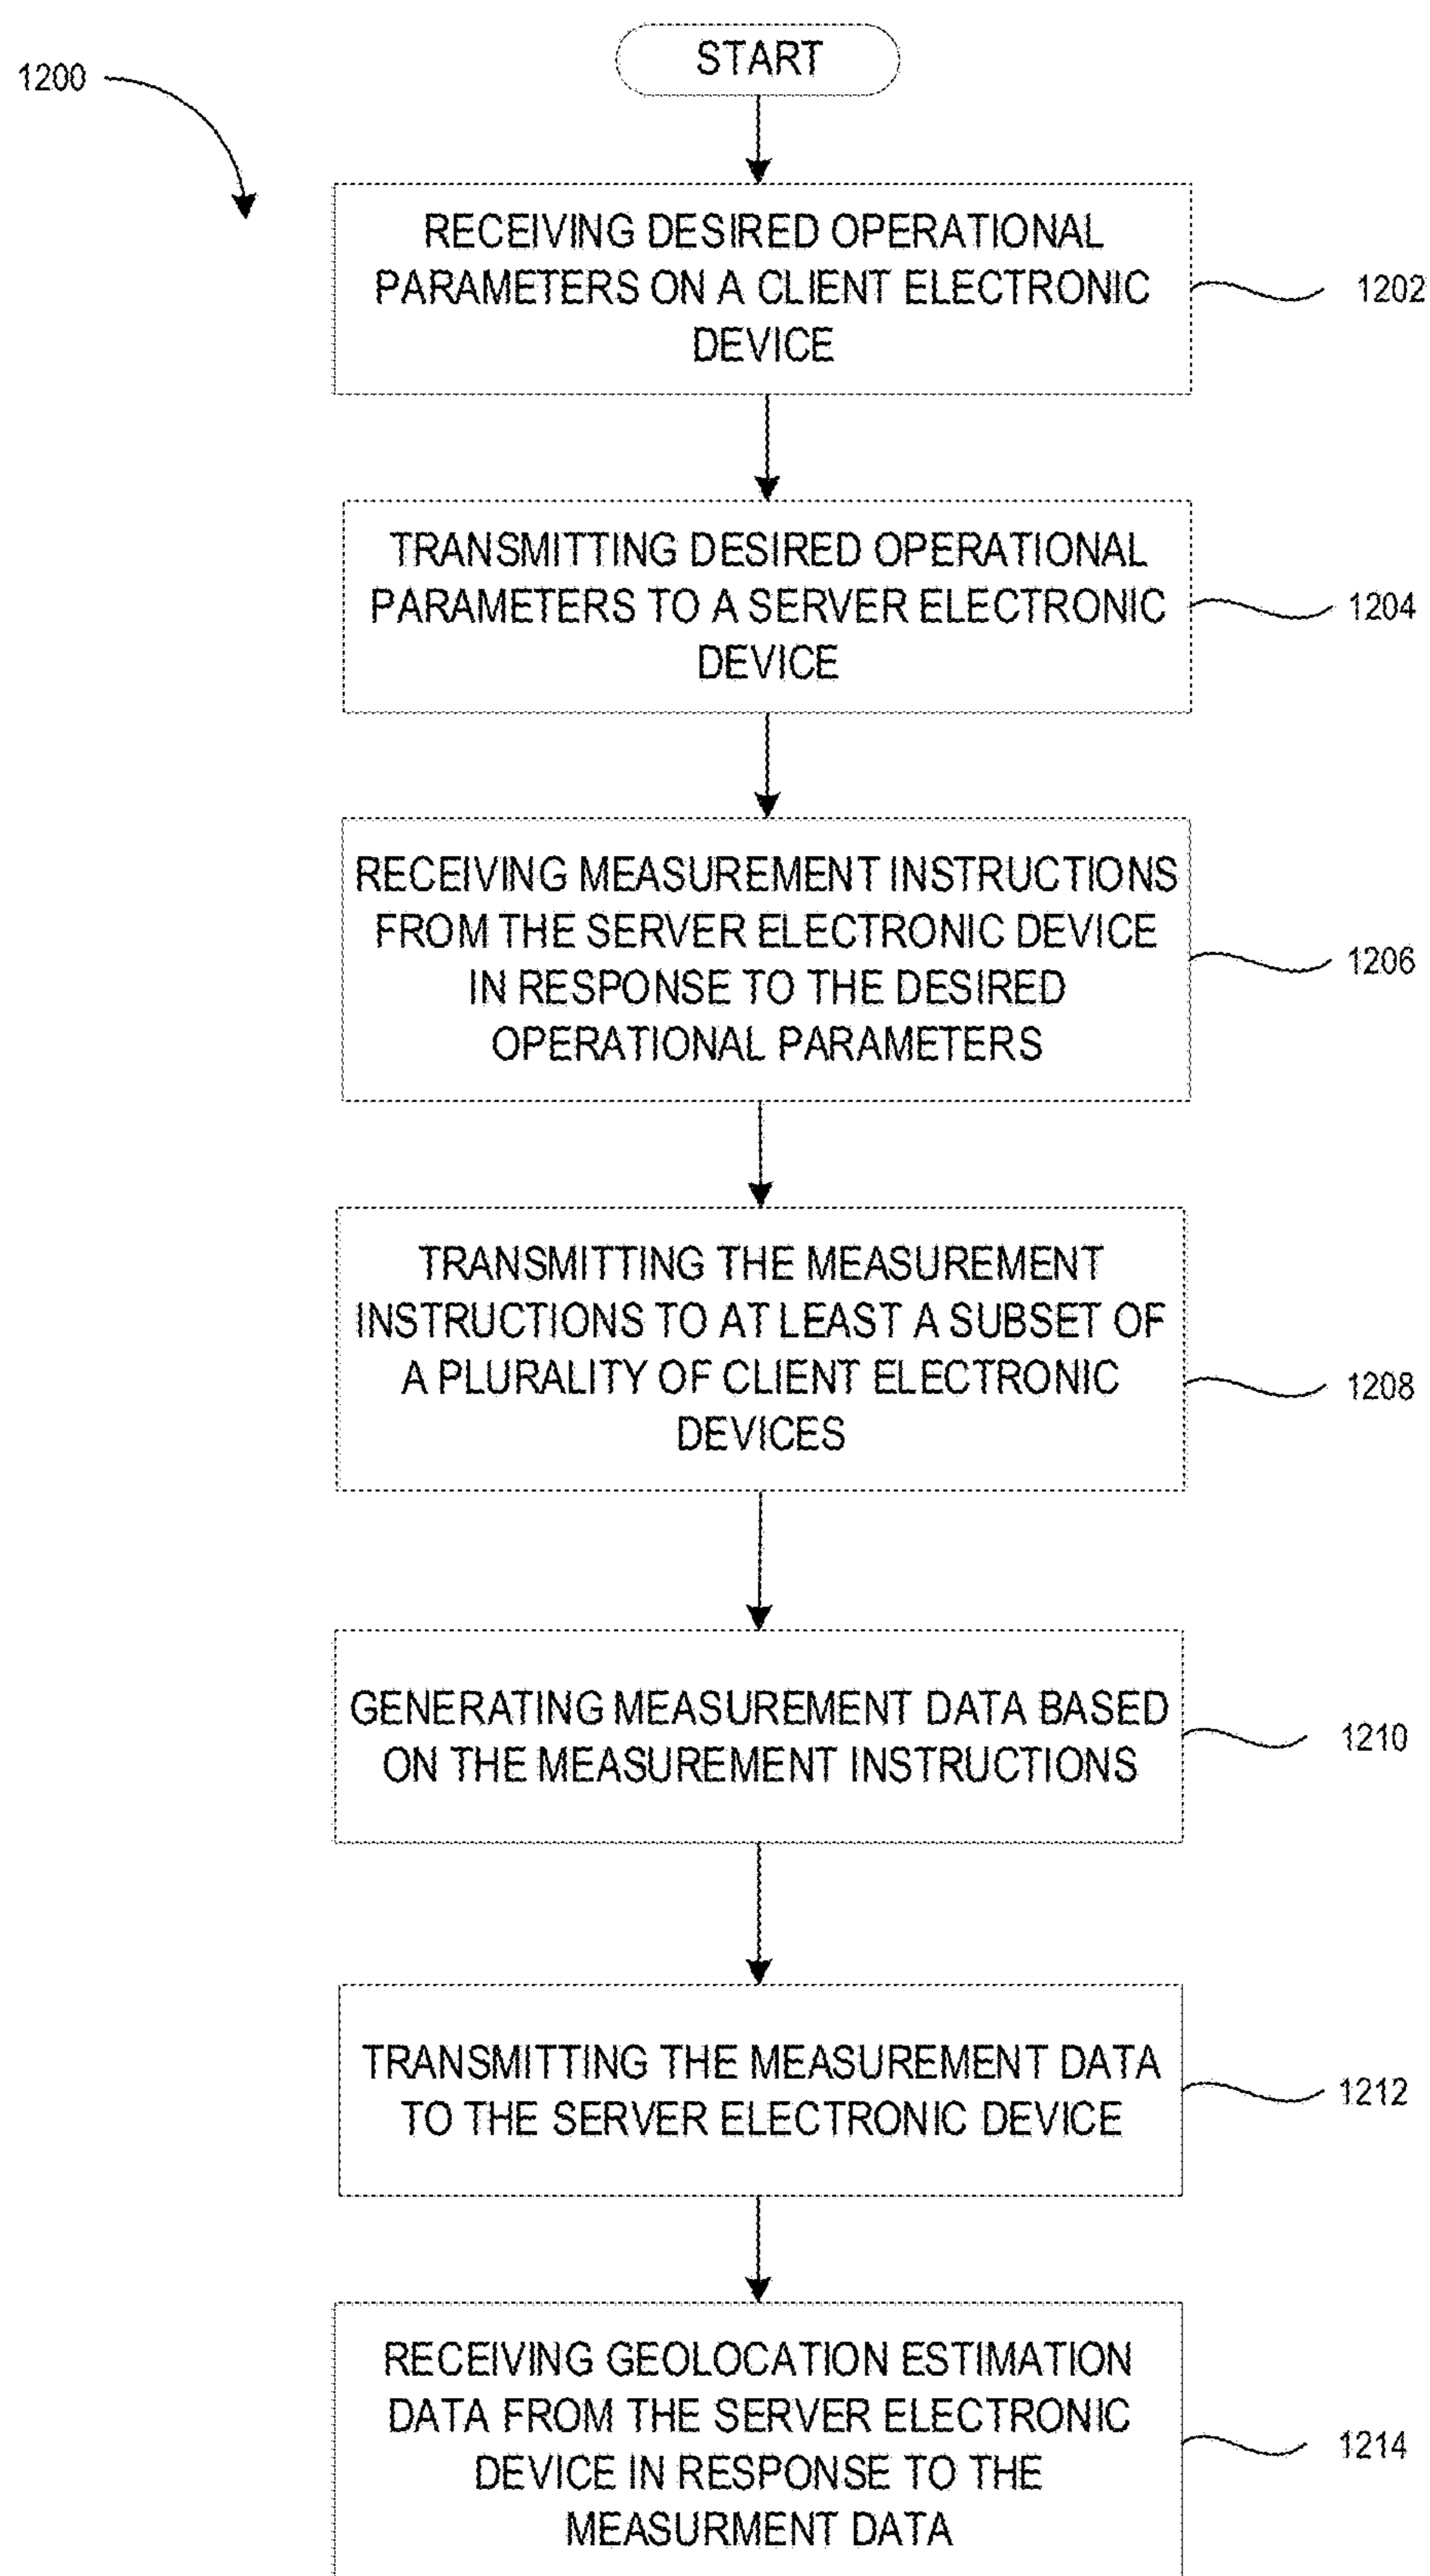 START
1200
RECEIVING DESIRED OPERATIONAL
PARAMETERS ON A CLIENT ELECTRONIC
DEVICE
1202
TRANSMITTING DESIRED OPERATIONAL
PARAMETERS TO A SERVER ELECTRONIC
DEVICE
1204
RECEIVING MEASUREMENT INSTRUCTIONS
FROM THE SERVER ELECTRONIC DEVICE
IN RESPONSE TO THE DESIRED
OPERATIONAL PARAMETERS
1206
TRANSMITTING THE MEASUREMENT
INSTRUCTIONS TO AT LEAST A SUBSET OF
A PLURALITY OF CLIENT ELECTRONIC
DEVICES
1208
GENERATING MEASUREMENT DATA BASED
ON THE MEASUREMENT INSTRUCTIONS
1210
TRANSMITTING THE MEASUREMENT DATA
TO THE SERVER ELECTRONIC DEVICE
1212
RECEIVING GEOLOCATION ESTIMATION
DATA FROM THE SERVER ELECTRONIC
DEVICE IN RESPONSE TO THE
MEASURMENT DATA
1214